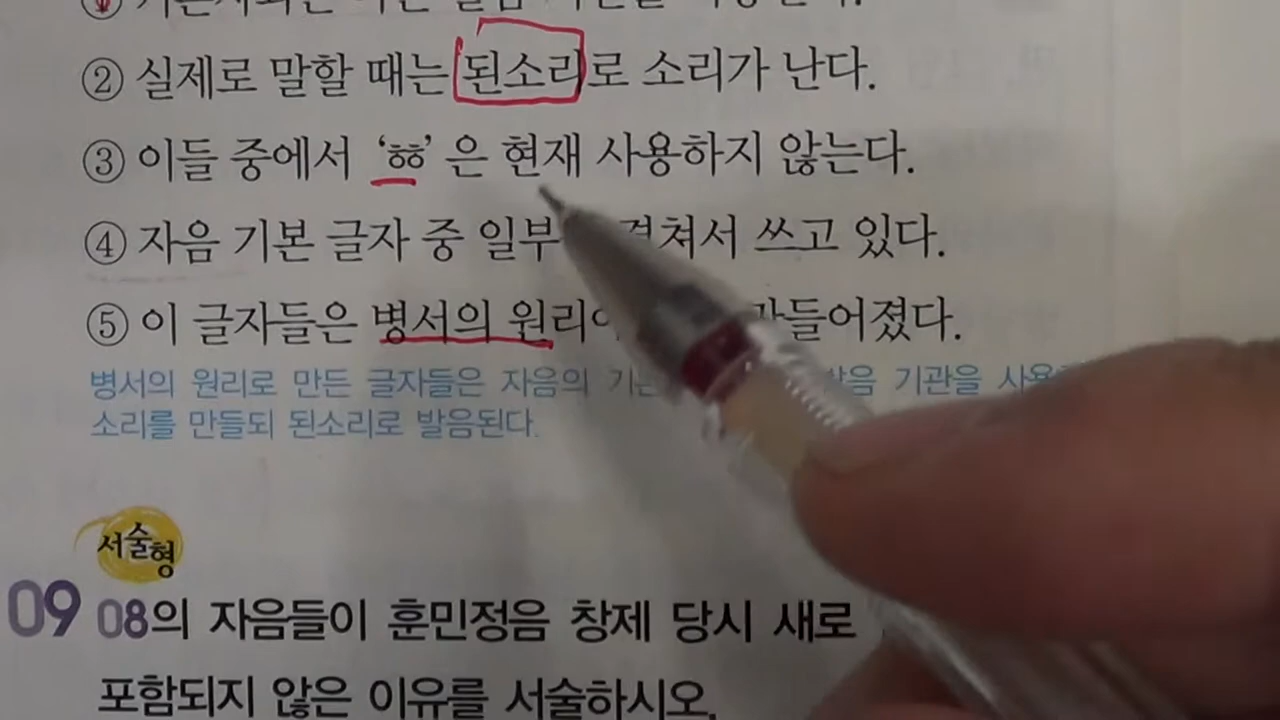 ② 실제로 말할 때는 된소리로 소리가 난다.
③ 이들 중에서 ‘ㆅ’은 현재 사용하지 않는다.
④ 자음 기본 글자 중 일부 겹쳐서 쓰고 있다.
⑤ 이 글자들은 병서의 원리 만들어졌다.
병서의 원리로 만든 글자들은 자음의 발음 기관을
소리를 만들되 된소리로 발음된다.
서술형
09 08의 자음들이 훈민정음 창제 당시 새로
포함되지 않은 이유를 서술하시오.